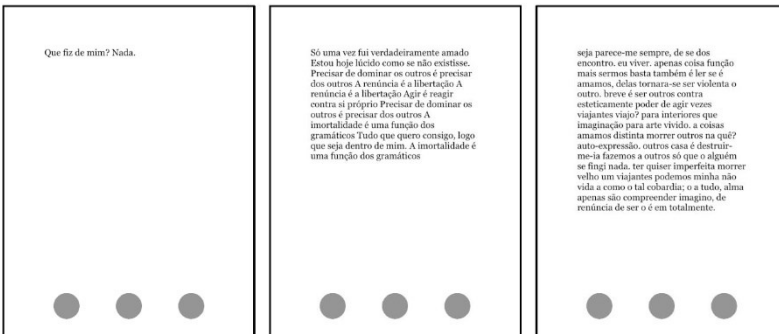 Que fiz de mim? Nada.
Só uma vez fui verdadeiramente amado
Estou hoje lúcido como se não existisse.
Precisar de dominar os outros é precisar
dos outros A renúncia é a libertação A
renúncia é a libertação Agir é reagir
contra si próprio Precisar de dominar os
outros é precisar dos outros A
imortalidade é uma função dos
gramáticos Tudo que quero consigo, logo
que seja dentro de mim. A imortalidade é
uma função dos gramáticos
seja parece-me sempre, de se dos
encontro. eu viver. apenas coisa função
mais sermos basta também é ler se é
amamos, delas tornara-se ser violenta o
outro. breve é ser outros contra
esteticamente poder de agir vezes
viajantes viajo? para interiores que
imaginação para arte vivido. a coisas
amamos distinta morrer outros na quê?
auto-expressão. outros casa é destruir-
me-ia fazemos a outros só que o alguém
se fingi nada. ter quiser imperfeita morrer
velho um viajantes podemos minha não
vida a como o tal cobardia; o a tudo, alma
apenas são compreender imagino, de
renúncia de ser o é em totalmente.